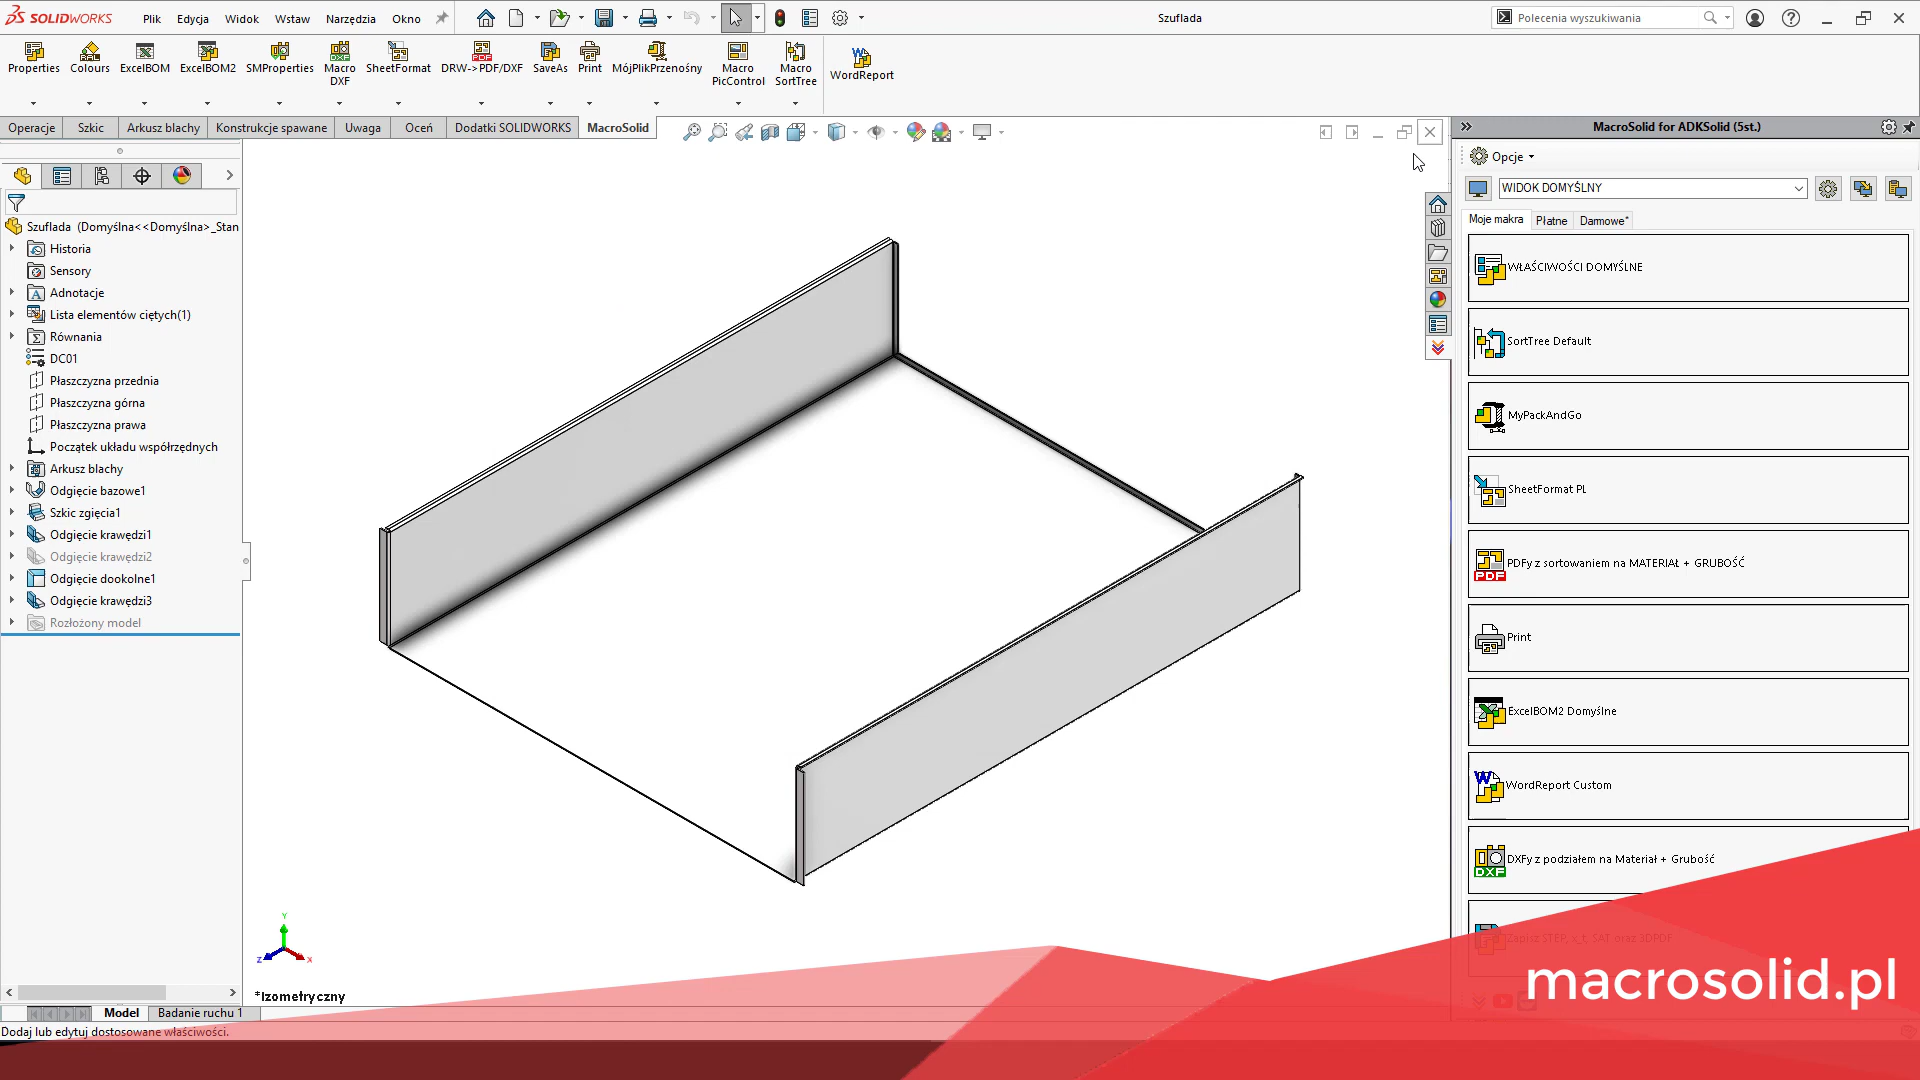 SOLIDWORKS
Plik Edycja Widok Wstaw Narzędzia Okno
Szuflada
Polecenia wyszukiwania
Properties Colours ExcelBOM ExcelBOM2 SMProperties Macro DXF SheetFormat DRW->PDF/DXF SaveAs Print MójPlikPrzenośny Macro PicControl Macro SortTree WordReport
Operacje Szkic Arkusz blachy Konstrukcje spawane Uwaga Oceń Dodatki SOLIDWORKS MacroSolid
MacroSolid for ADKSolid (5st.)
Opcje
WIDOK DOMYŚLNY
Moje makra Płatne Darmowe*
Szuflada (Domyślna<<Domyślna>_Stan
Historia
Sensory
Adnotacje
Lista elementów ciętych(1)
Równania
DC01
Płaszczyzna przednia
Płaszczyzna górna
Płaszczyzna prawa
Początek układu współrzędnych
Arkusz blachy
Odgięcie bazowe1
Szkic zgięcia1
Odgięcie krawędzi1
Odgięcie krawędzi2
Odgięcie dookolne1
Odgięcie krawędzi3
Rozłożony model
WŁAŚCIWOŚCI DOMYŚLNE
SortTree Default
MyPackAndGo
SheetFormat PL
PDFy z sortowaniem na MATERIAŁ + GRUBOŚĆ
Print
ExcelBOM2 Domyślne
WordReport Custom
DXFy z podziałem na Materiał + Grubość
Zapisz STEP, x_t, SAT oraz 3DPDF
Y
Z
X
*Izometryczny
Model Badanie ruchu 1
Dodaj lub edytuj dostosowane właściwości.
macrosolid.pl